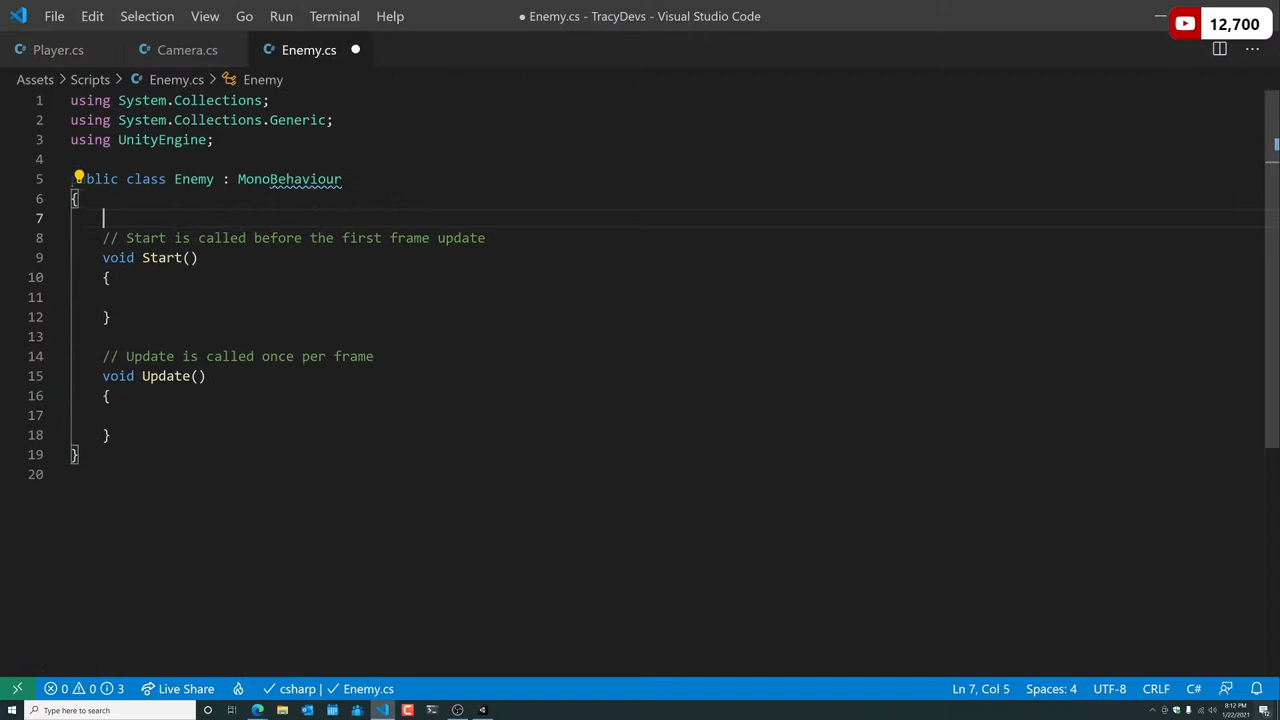 File Edit Selection View Go Run Terminal Help
● Enemy.cs - TracyDevs - Visual Studio Code
12,700
Player.cs
Camera.cs
Enemy.cs
Assets > Scripts > Enemy.cs > Enemy
1 using System.Collections;
2 using System.Collections.Generic;
3 using UnityEngine;
4
5 blic class Enemy : MonoBehaviour
6 {
7
8 // Start is called before the first frame update
9 void Start()
10 {
11
12 }
13
14 // Update is called once per frame
15 void Update()
16 {
17
18 }
19 }
20
0 0 3 Live Share csharp | Enemy.cs Ln 7, Col 5 Spaces: 4 UTF-8 CRLF C#
Type here to search
8:12 PM
1/22/2021